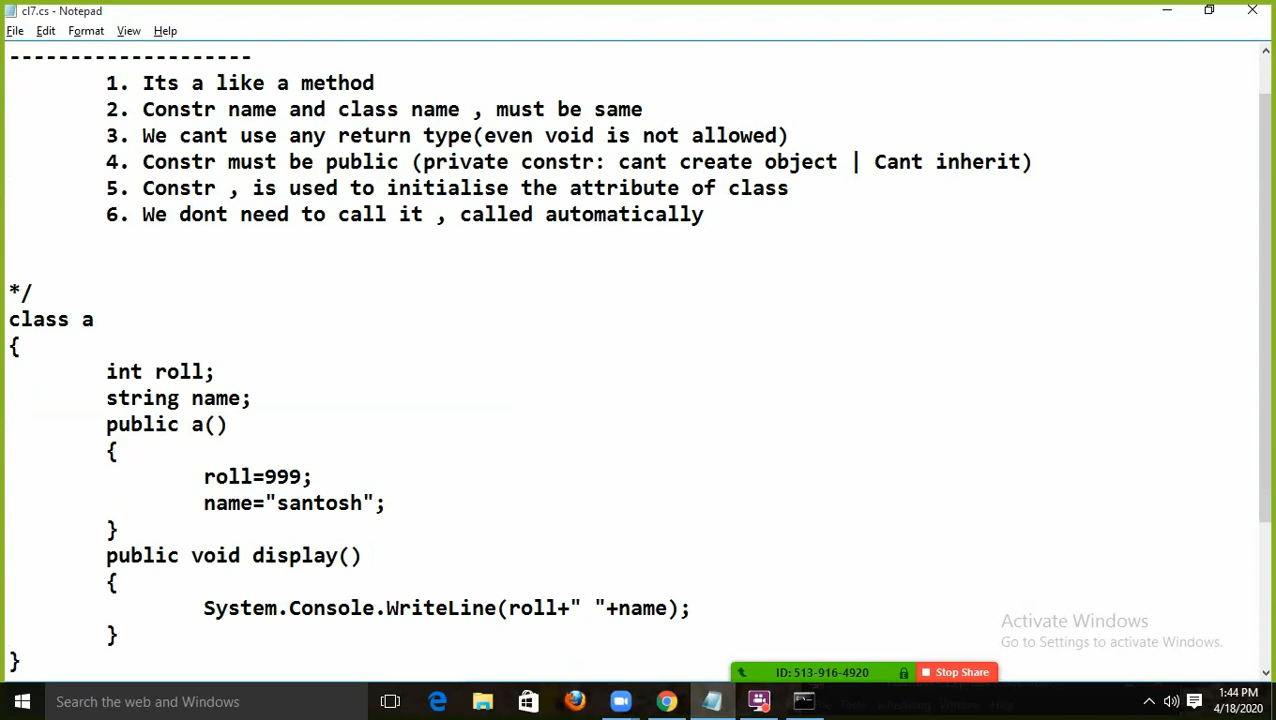 cl7.cs - Notepad
File Edit Format View Help
--------------------
1. Its a like a method
2. Constr name and class name , must be same
3. We cant use any return type(even void is not allowed)
4. Constr must be public (private constr: cant create object | Cant inherit)
5. Constr , is used to initialise the attribute of class
6. We dont need to call it , called automatically
*/
class a
{
int roll;
string name;
public a()
{
roll=999;
name="santosh";
}
public void display()
{
System.Console.WriteLine(roll+" "+name);
}
}
Activate Windows
Go to Settings to activate Windows.
ID: 513-916-4920 Stop Share
Search the web and Windows
1:44 PM
4/18/2020